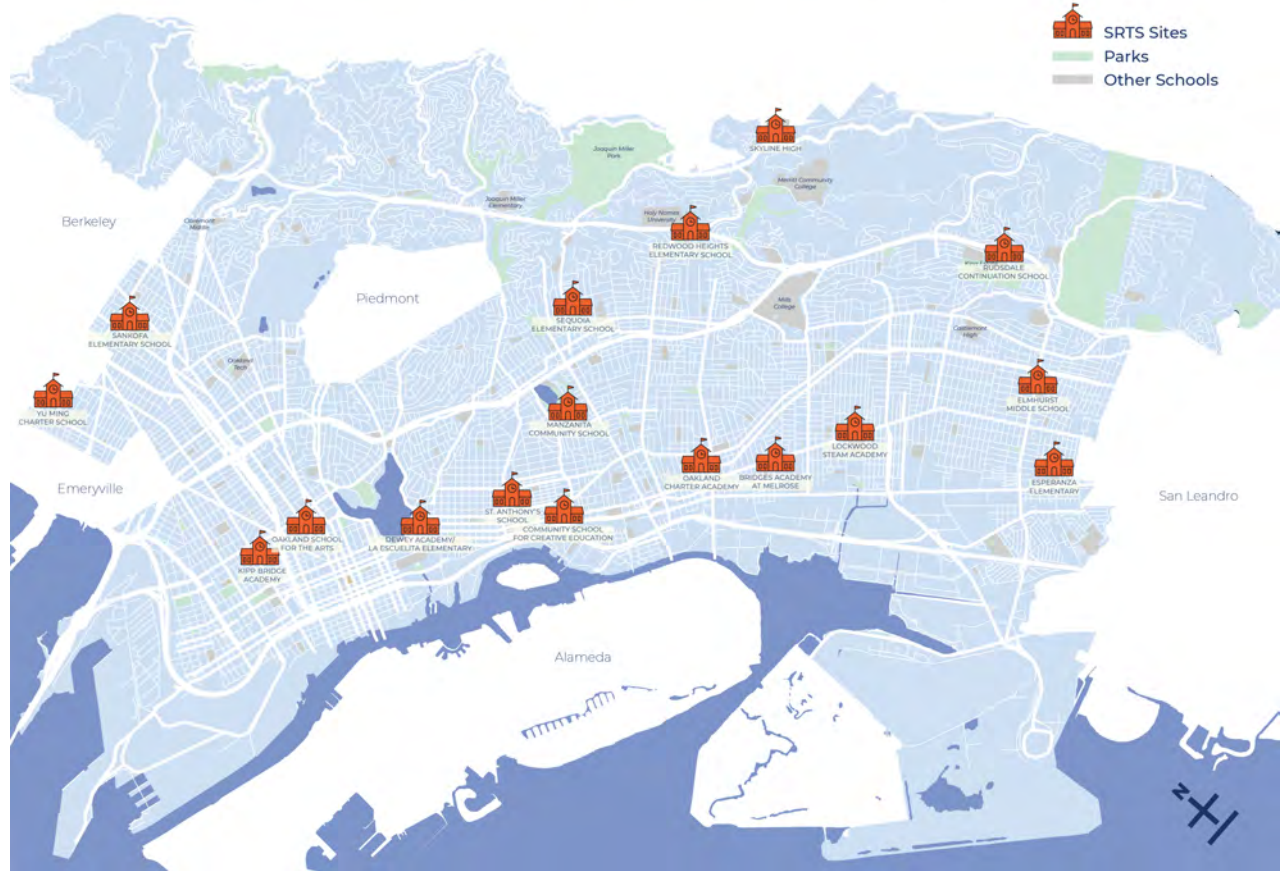 SRTS Sites
Parks
Other Schools
SKYLINE HIGH
Joaquin Miller
Park
Merritt Community
College
Joaquin Miller
Elementary
Holy Names
University
Claremont
Middle
Berkeley
REDWOOD HEIGHTS
ELEMENTARY SCHOOL
RUDSDALE
CONTINUATION SCHOOL
Piedmont
Mills
College
SEQUOIA
ELEMENTARY SCHOOL
SANKOFA
ELEMENTARY SCHOOL
Castlemont
High
Oakland
Tech
YU MING
CHARTER SCHOOL
ELMHURST
MIDDLE SCHOOL
MANZANITA
COMMUNITY SCHOOL
LOCKWOOD
STEAM ACADEMY
OAKLAND
CHARTER ACADEMY
BRIDGES ACADEMY
AT MELROSE
ESPERANZA
ELEMENTARY
Emeryville
San Leandro
ST. ANTHONY'S
SCHOOL
COMMUNITY SCHOOL
FOR CREATIVE EDUCATION
OAKLAND SCHOOL
FOR THE ARTS
DEWEY ACADEMY/
LA ESCUELITA ELEMENTARY
KIPP BRIDGE
ACADEMY
Alameda
N